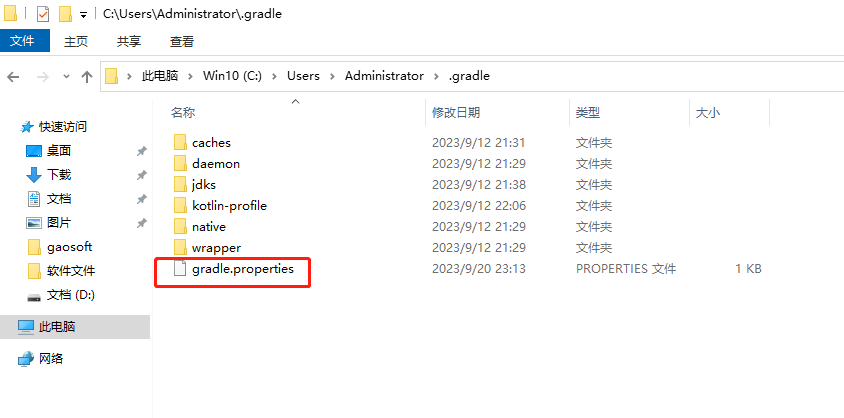 C:\Users\Administrator\.gradle
文件 主页 共享 查看
此电脑 Win10 (C:) Users Administrator .gradle
名称 修改日期 类型 大小
快速访问
桌面
下载
文档
图片
gaosoft
软件文件
文档 (D:)
此电脑
网络
caches 2023/9/12 21:31 文件夹
daemon 2023/9/12 21:29 文件夹
jdks 2023/9/12 21:38 文件夹
kotlin-profile 2023/9/12 22:06 文件夹
native 2023/9/12 21:29 文件夹
wrapper 2023/9/12 21:29 文件夹
gradle.properties 2023/9/20 23:13 PROPERTIES 文件 1 KB